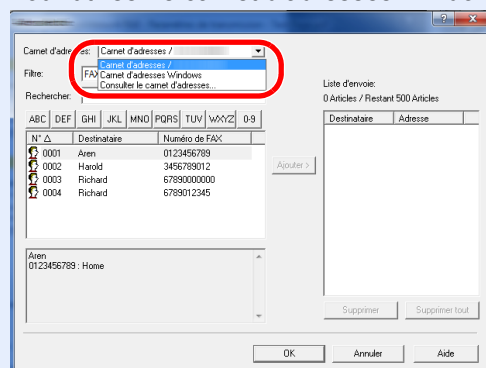 Carnet d'adresses: Carnet d'adresses /
Carnet d'adresses /
Filtre: FAX Carnet d'adresses Windows
Consulter le carnet d'adresses...
Rechercher:
Liste d'envoie:
0 Articles / Restant 500 Articles
ABC DEF GHI JKL MNO PQRS TUV WXYZ 0-9
N° Destinataire Numéro de FAX
0001 Aren 0123456789
0002 Harold 3456789012
0003 Richard 67890000000
0004 Richard 6789012345
Ajouter >
Destinataire Adresse
Aren
0123456789 : Home
Supprimer Supprimer tout
OK Annuler Aide